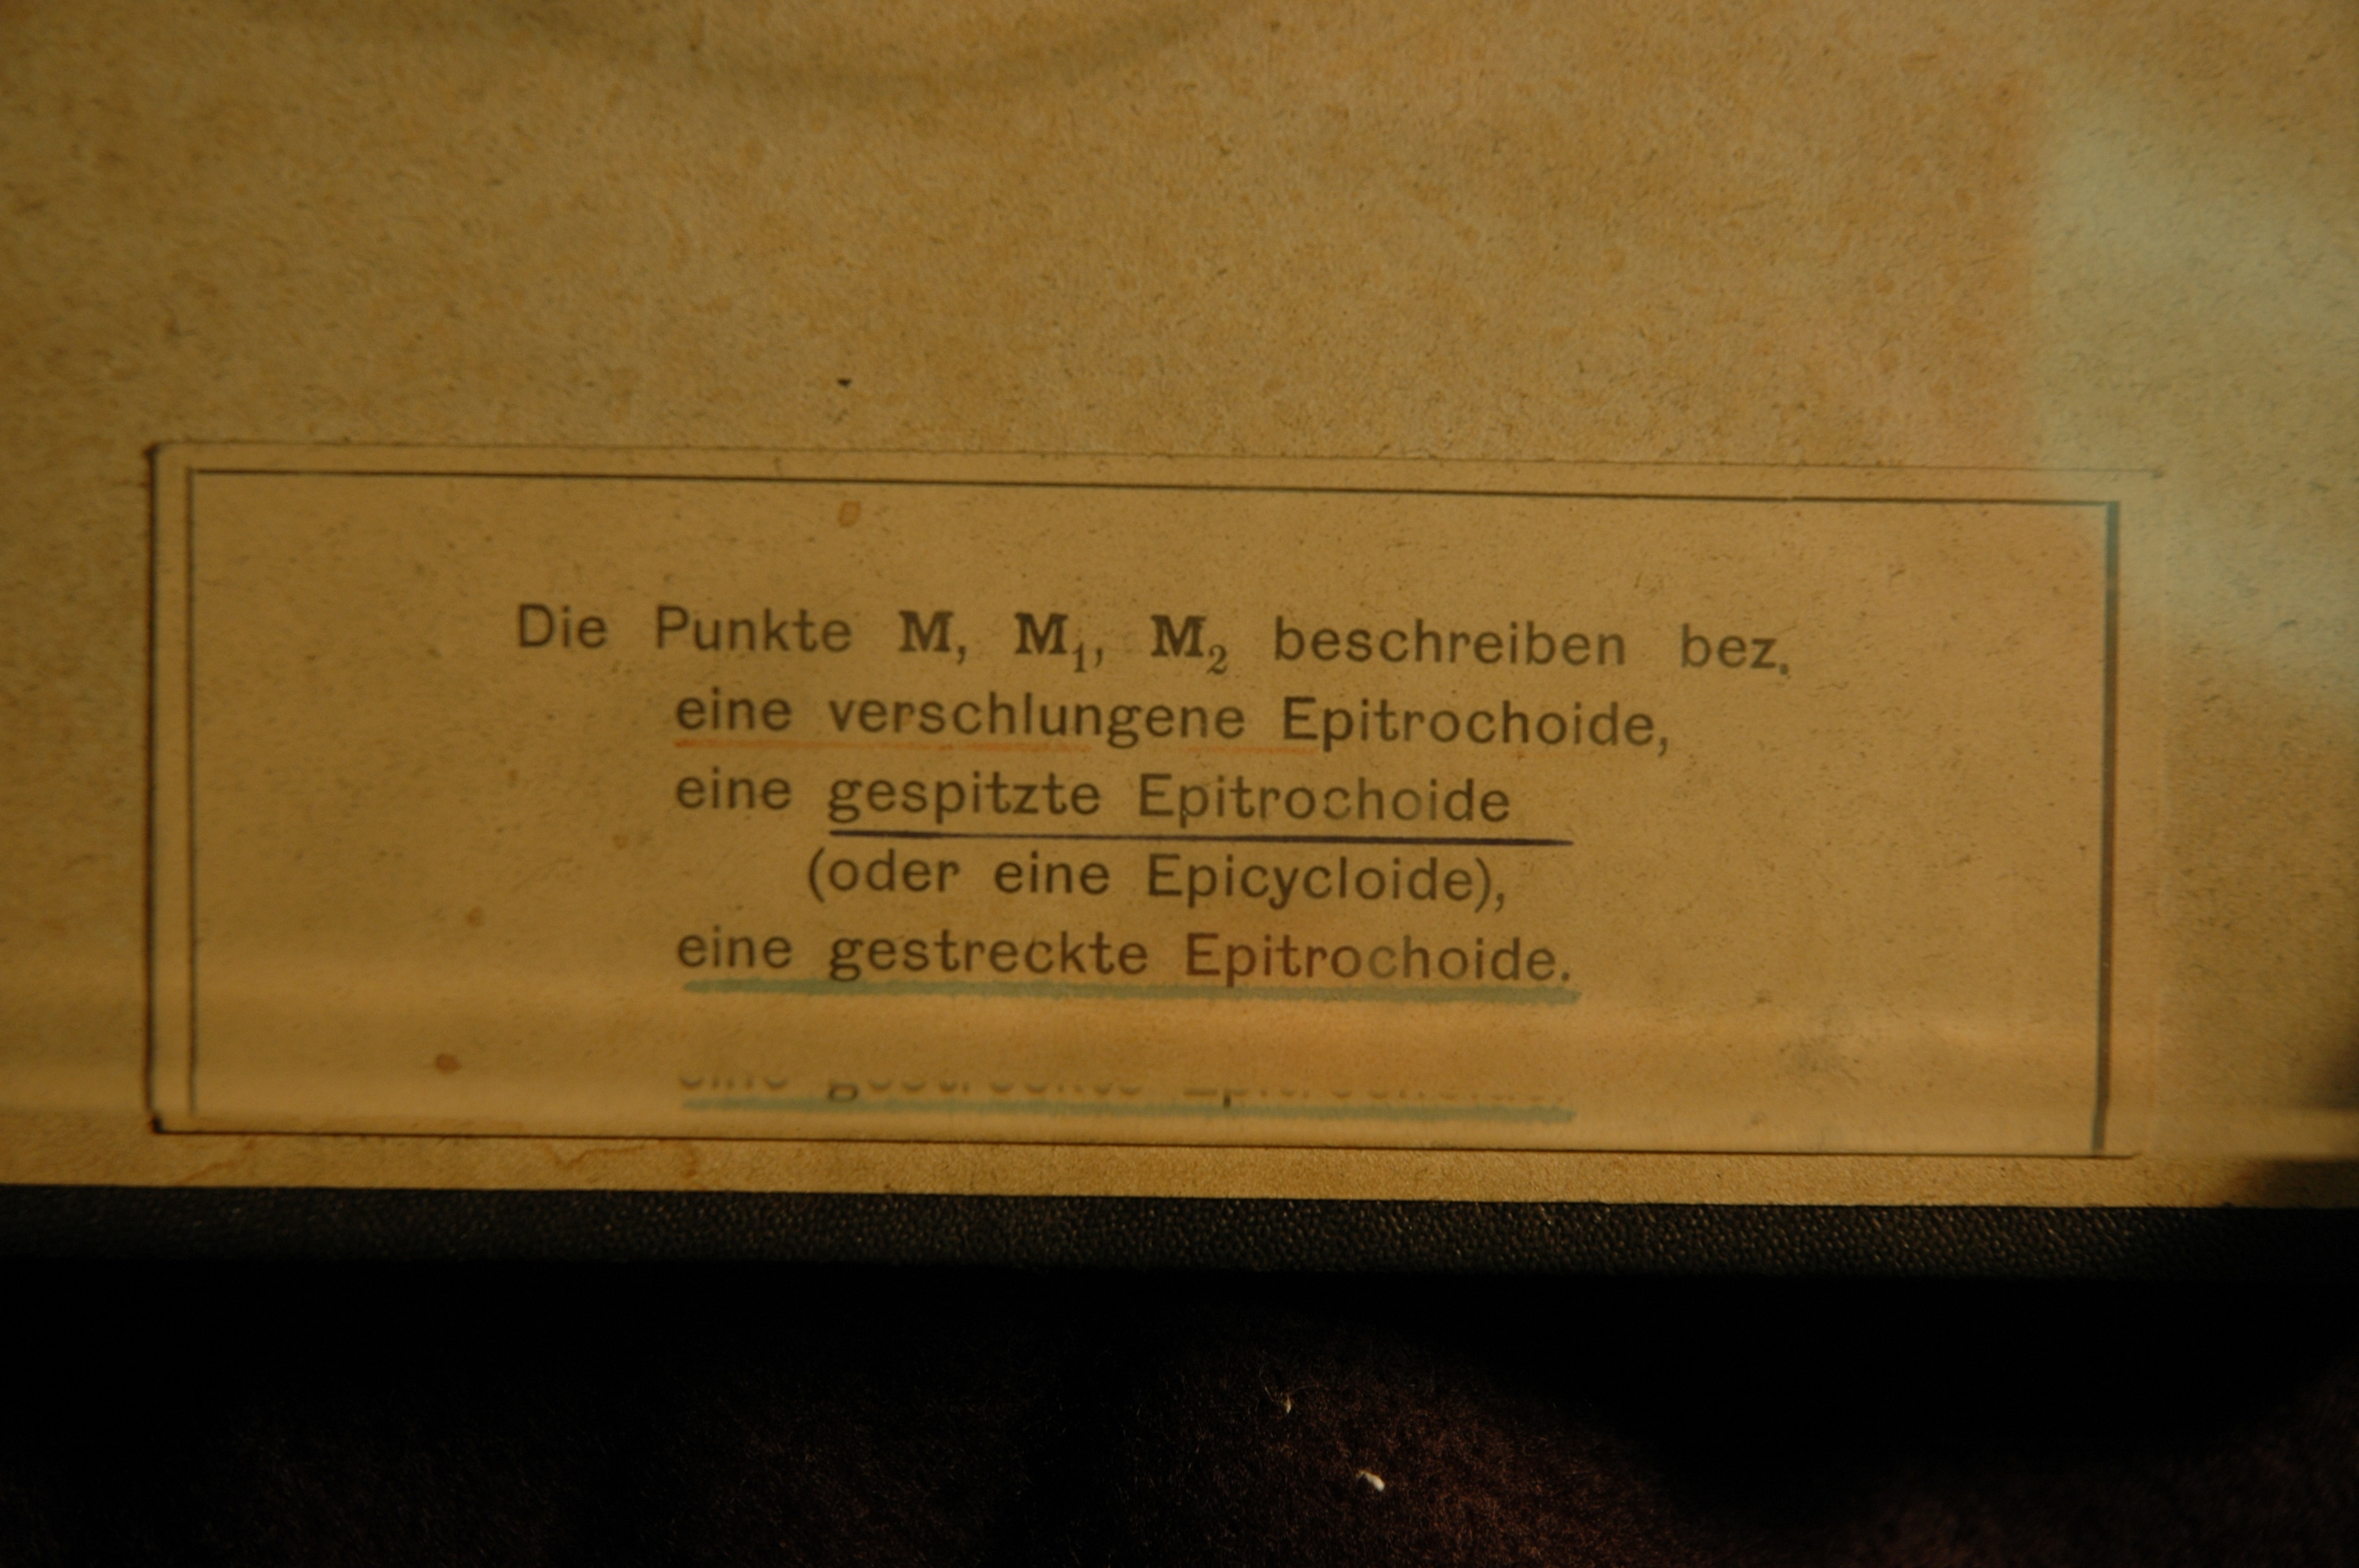 Die Punkte M, M₁, M₂ beschreiben bez.
eine verschlungene Epitrochoide,
eine gespitzte Epitrochoide
(oder eine Epicycloide),
eine gestreckte Epitrochoide.